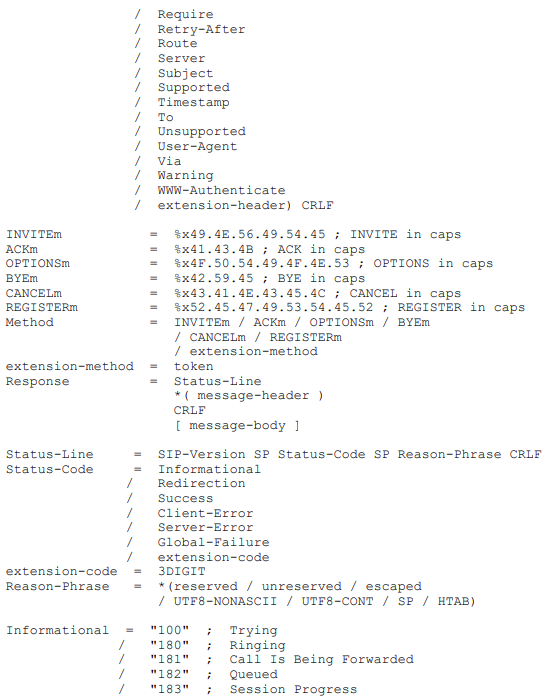 / Require
/ Retry-After
/ Route
/ Server
/ Subject
/ Supported
/ Timestamp
/ To
/ Unsupported
/ User-Agent
/ Via
/ Warning
/ WWW-Authenticate
/ extension-header) CRLF
INVITEm = %x49.4E.56.49.54.45 ; INVITE in caps
ACKm = %x41.43.4B ; ACK in caps
OPTIONSm = %x4F.50.54.49.4F.4E.53 ; OPTIONS in caps
BYEm = %x42.59.45 ; BYE in caps
CANCELm = %x43.41.4E.43.45.4C ; CANCEL in caps
REGISTERm = %x52.45.47.49.53.54.45.52 ; REGISTER in caps
Method = INVITEm / ACKm / OPTIONSm / BYEm
/ CANCELm / REGISTERm
/ extension-method
extension-method = token
Response = Status-Line
*( message-header )
CRLF
[ message-body ]
Status-Line = SIP-Version SP Status-Code SP Reason-Phrase CRLF
Status-Code = Informational
/ Redirection
/ Success
/ Client-Error
/ Server-Error
/ Global-Failure
/ extension-code
extension-code = 3DIGIT
Reason-Phrase = *(reserved / unreserved / escaped
/ UTF8-NONASCII / UTF8-CONT / SP / HTAB)
Informational = "100" ; Trying
/ "180" ; Ringing
/ "181" ; Call Is Being Forwarded
/ "182" ; Queued
/ "183" ; Session Progress